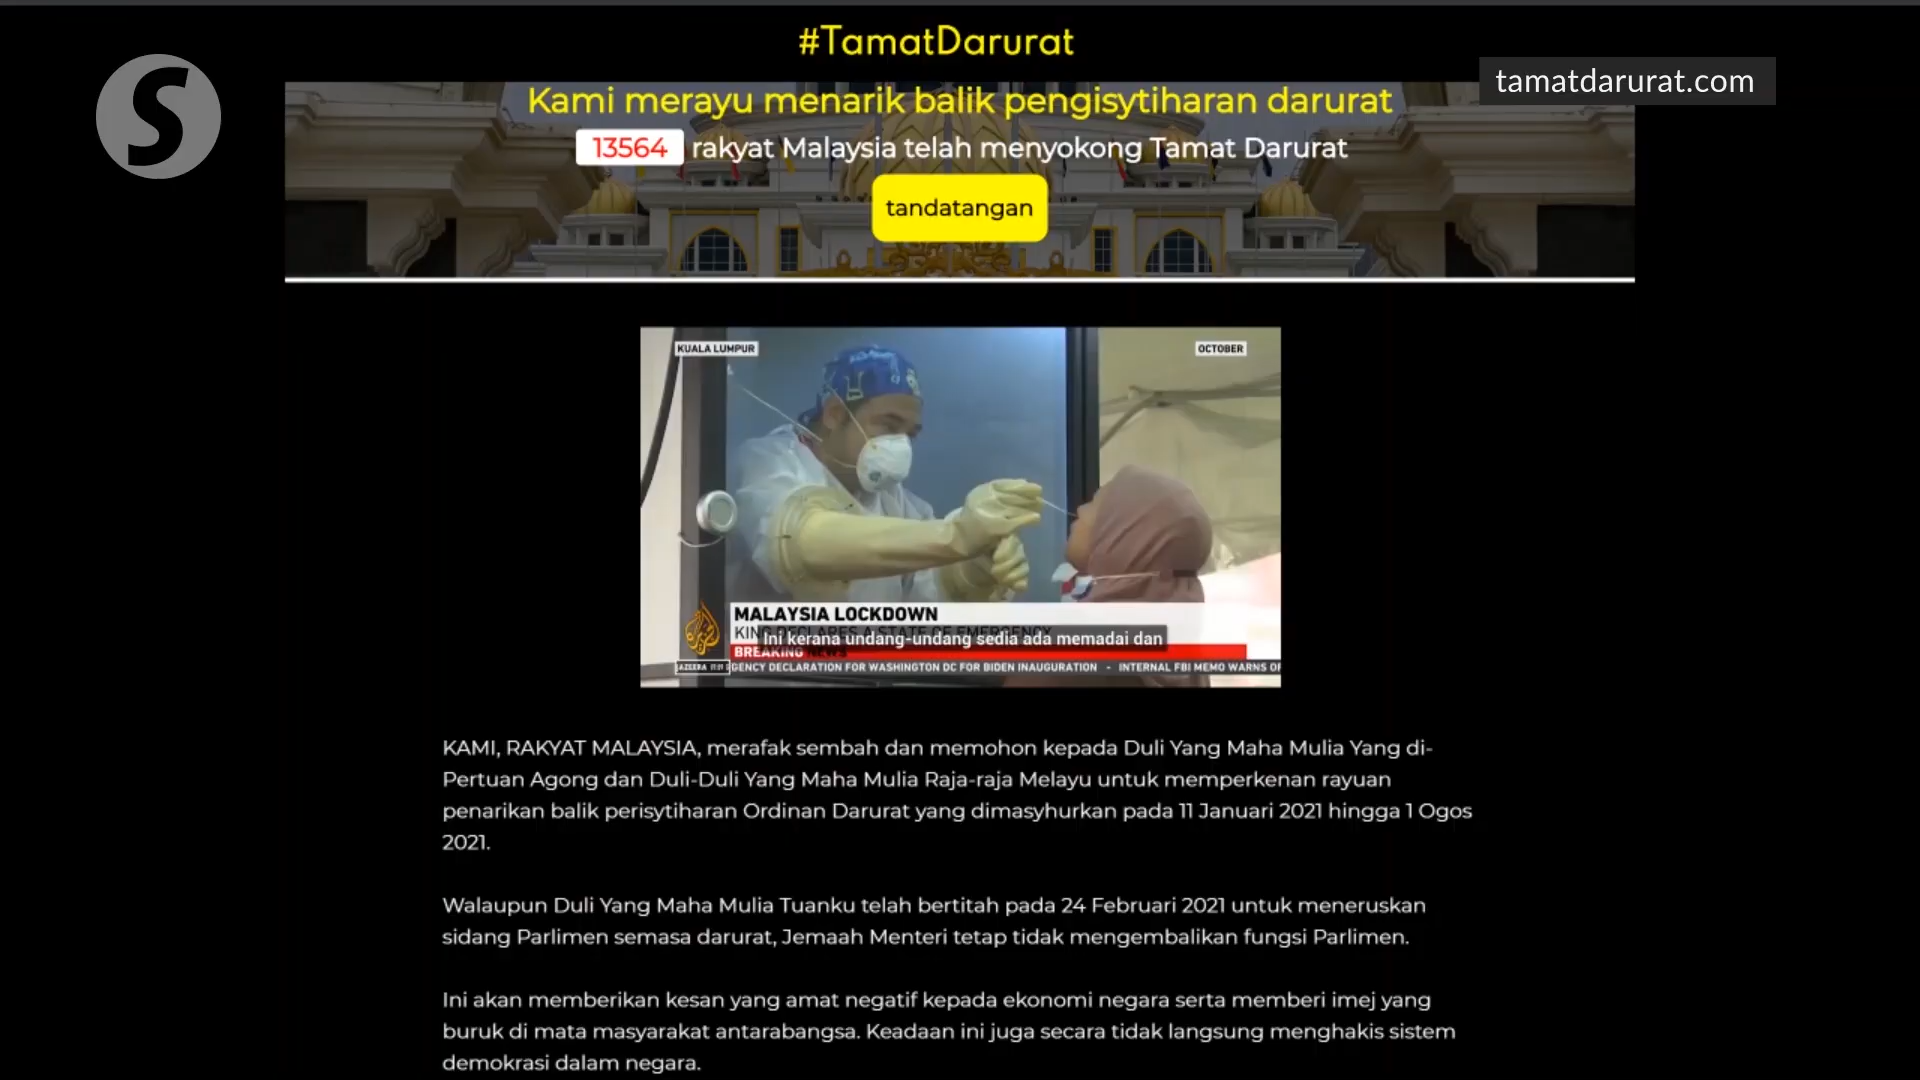 #TamatDarurat
S
tamatdarurat.com
Kami merayu menarik balik pengisytiharan darurat
13564 rakyat Malaysia telah menyokong Tamat Darurat
tandatangan
KUALA LUMPUR
OCTOBER
MALAYSIA LOCKDOWN
KING DECLARES A STATE OF EMERGENCY
Ini kerana undang-undang sedia ada memadai dan
BREAKING NEWS
GENCY DECLARATION FOR WASHINGTON DC FOR BIDEN INAUGURATION - INTERNAL FBI MEMO WARNS OF
KAMI, RAKYAT MALAYSIA, merafak sembah dan memohon kepada Duli Yang Maha Mulia Yang di-
Pertuan Agong dan Duli-Duli Yang Maha Mulia Raja-raja Melayu untuk memperkenan rayuan
penarikan balik perisytiharan Ordinan Darurat yang dimasyhurkan pada 11 Januari 2021 hingga 1 Ogos
2021.
Walaupun Duli Yang Maha Mulia Tuanku telah bertitah pada 24 Februari 2021 untuk meneruskan
sidang Parlimen semasa darurat, Jemaah Menteri tetap tidak mengembalikan fungsi Parlimen.
Ini akan memberikan kesan yang amat negatif kepada ekonomi negara serta memberi imej yang
buruk di mata masyarakat antarabangsa. Keadaan ini juga secara tidak langsung menghakis sistem
demokrasi dalam negara.